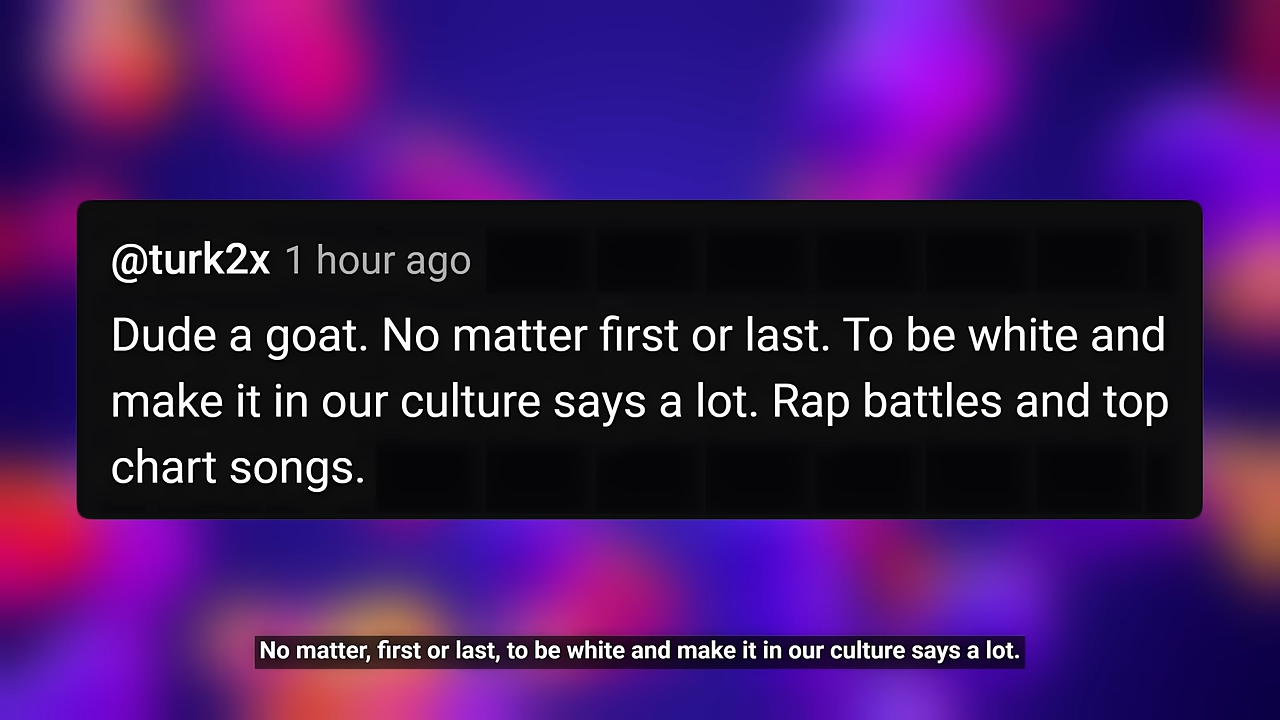 @turk2x 1 hour ago
Dude a goat. No matter first or last. To be white and
make it in our culture says a lot. Rap battles and top
chart songs.
No matter, first or last, to be white and make it in our culture says a lot.